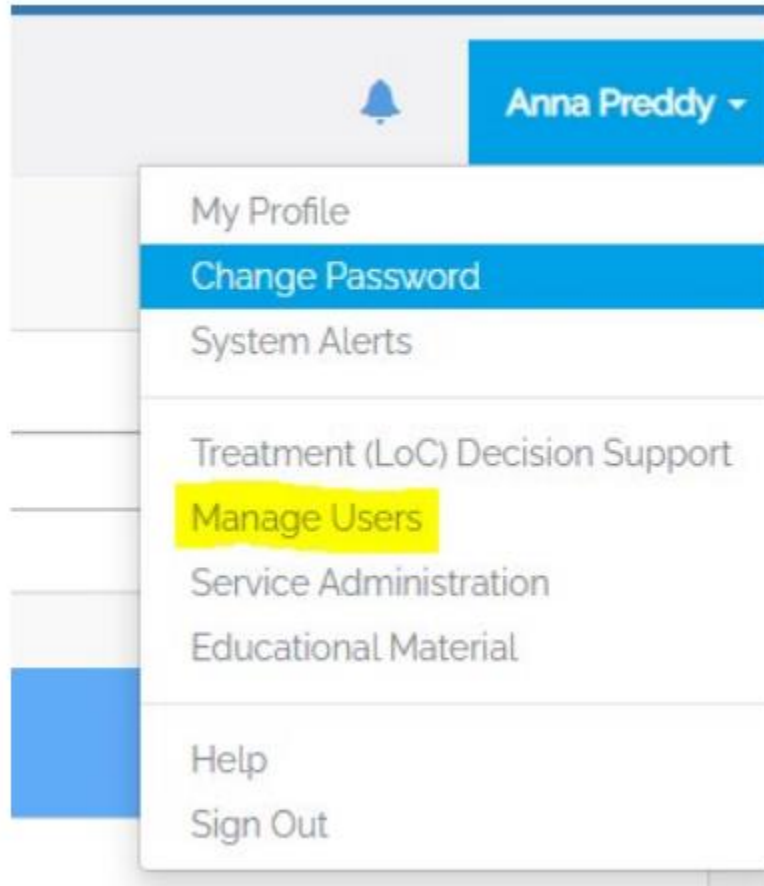 Anna Preddy
My Profile
Change Password
System Alerts
Treatment (LoC) Decision Support
Manage Users
Service Administration
Educational Material
Help
Sign Out